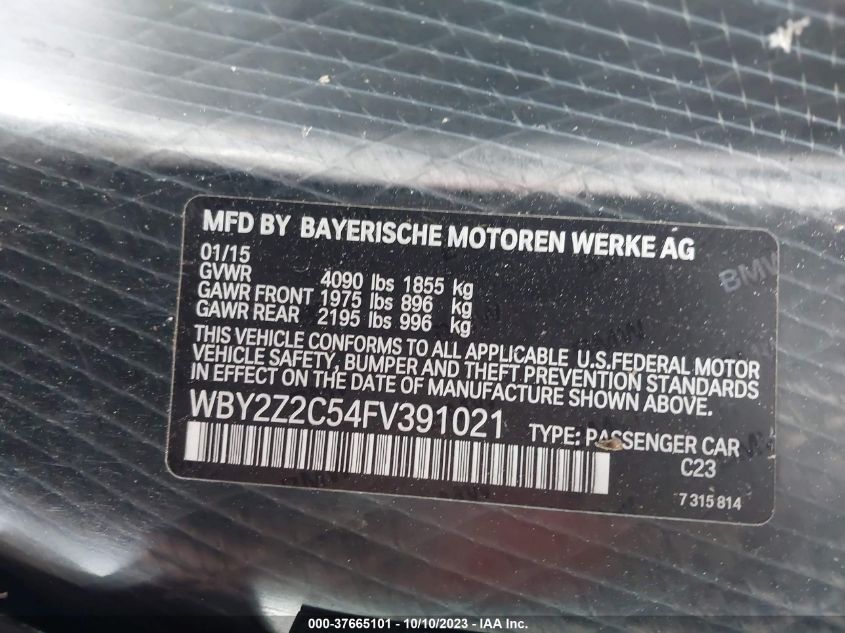 MFD BY BAYERISCHE MOTOREN WERKE AG
01/15
GVWR 4090 lbs 1855 kg
GAWR FRONT 1975 lbs 896 kg
GAWR REAR 2195 lbs 996 kg
THIS VEHICLE CONFORMS TO ALL APPLICABLE U.S.FEDERAL MOTOR
VEHICLE SAFETY, BUMPER AND THEFT PREVENTION STANDARDS
IN EFFECT ON THE DATE OF MANUFACTURE SHOWN ABOVE.
WBY2Z2C54FV391021 TYPE: PASSENGER CAR
C23
7 315 814
BMW
BMW
000-37665101 - 10/10/2023 - © IAA Inc.